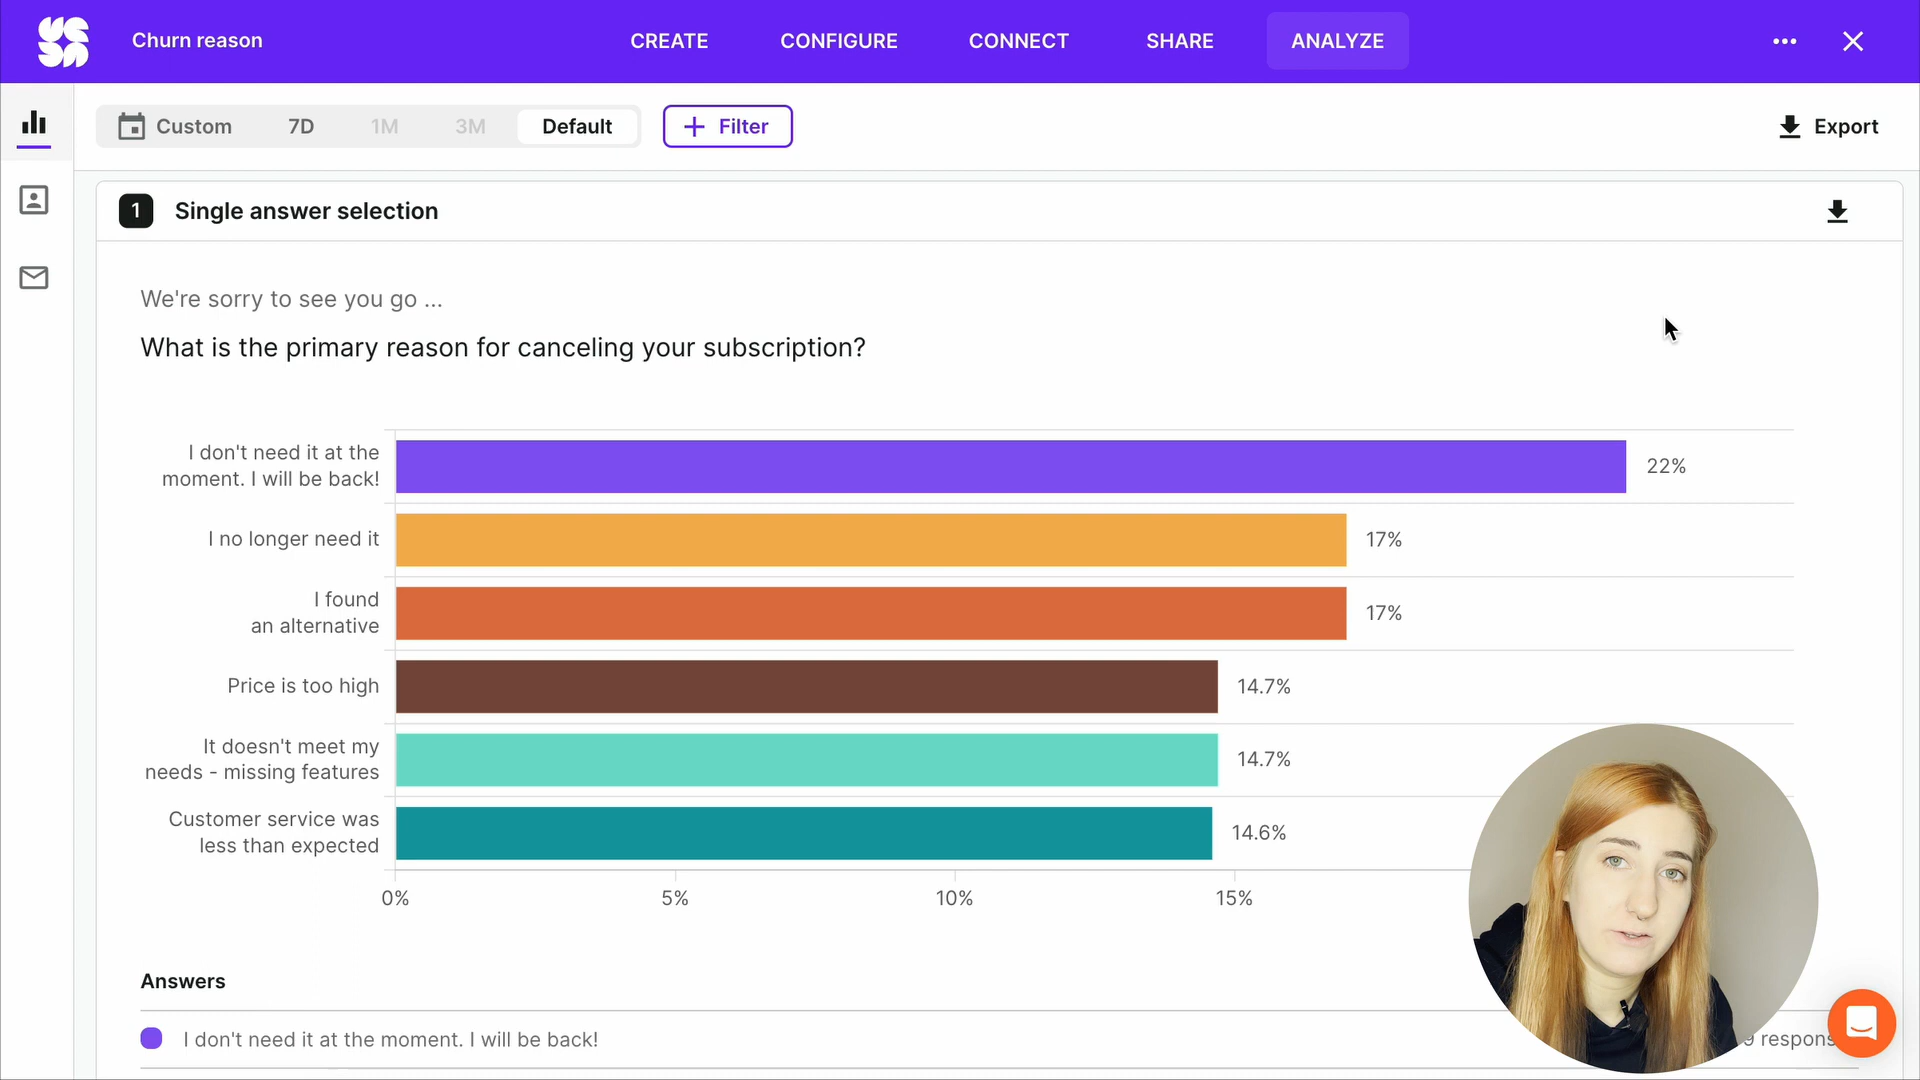 Churn reason
CREATE
CONFIGURE
CONNECT
SHARE
ANALYZE
Custom
7D
1M
3M
Default
Filter
Export
1
Single answer selection
We're sorry to see you go ...
What is the primary reason for canceling your subscription?
I don't need it at the
moment. I will be back!
22%
I no longer need it
17%
I found
an alternative
17%
Price is too high
14.7%
It doesn't meet my
needs - missing features
14.7%
Customer service was
less than expected
14.6%
0%
5%
10%
15%
Answers
I don't need it at the moment. I will be back!